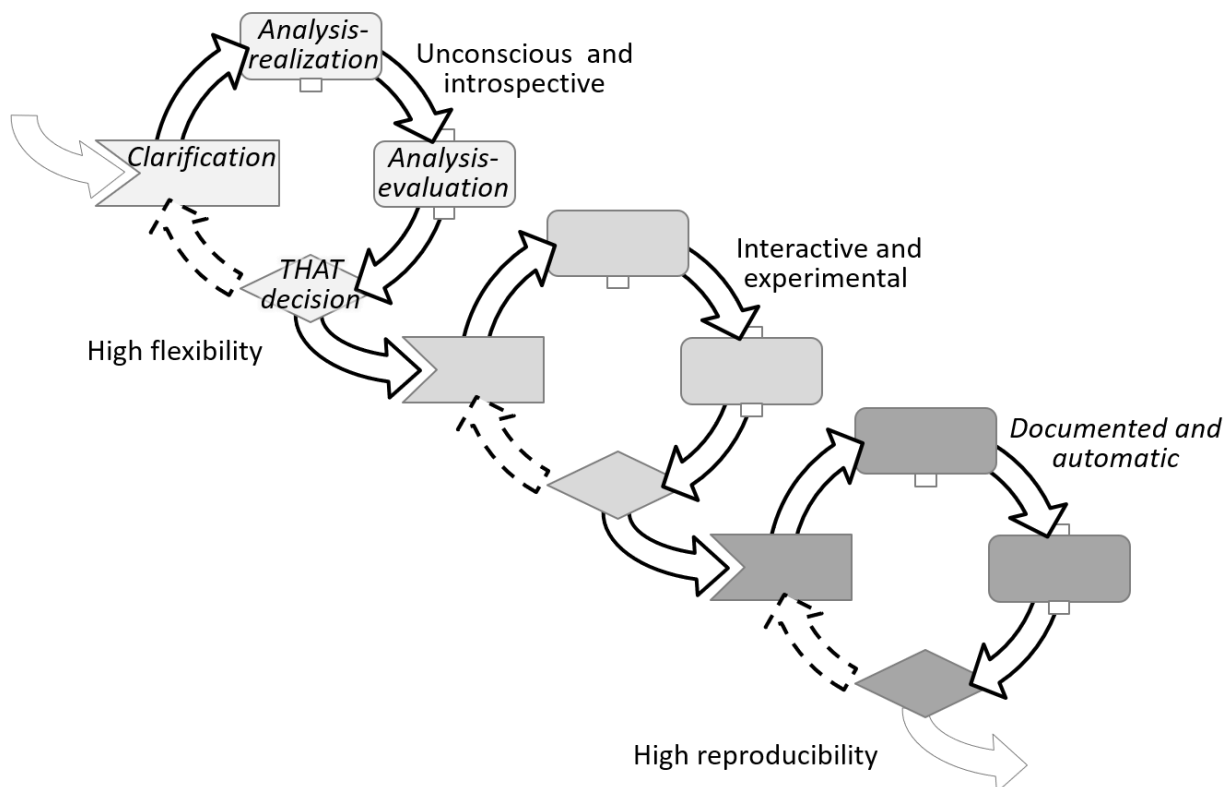 Analysis-
realization
Unconscious and
introspective
Clarification
Analysis-
evaluation
THAT
decision
High flexibility
Interactive and
experimental
Documented and
automatic
High reproducibility